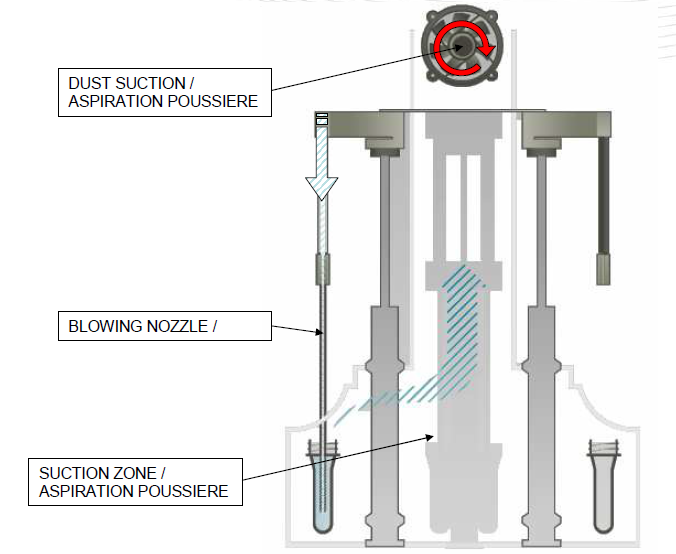 DUST SUCTION /
ASPIRATION POUSSIERE
BLOWING NOZZLE /
SUCTION ZONE /
ASPIRATION POUSSIERE